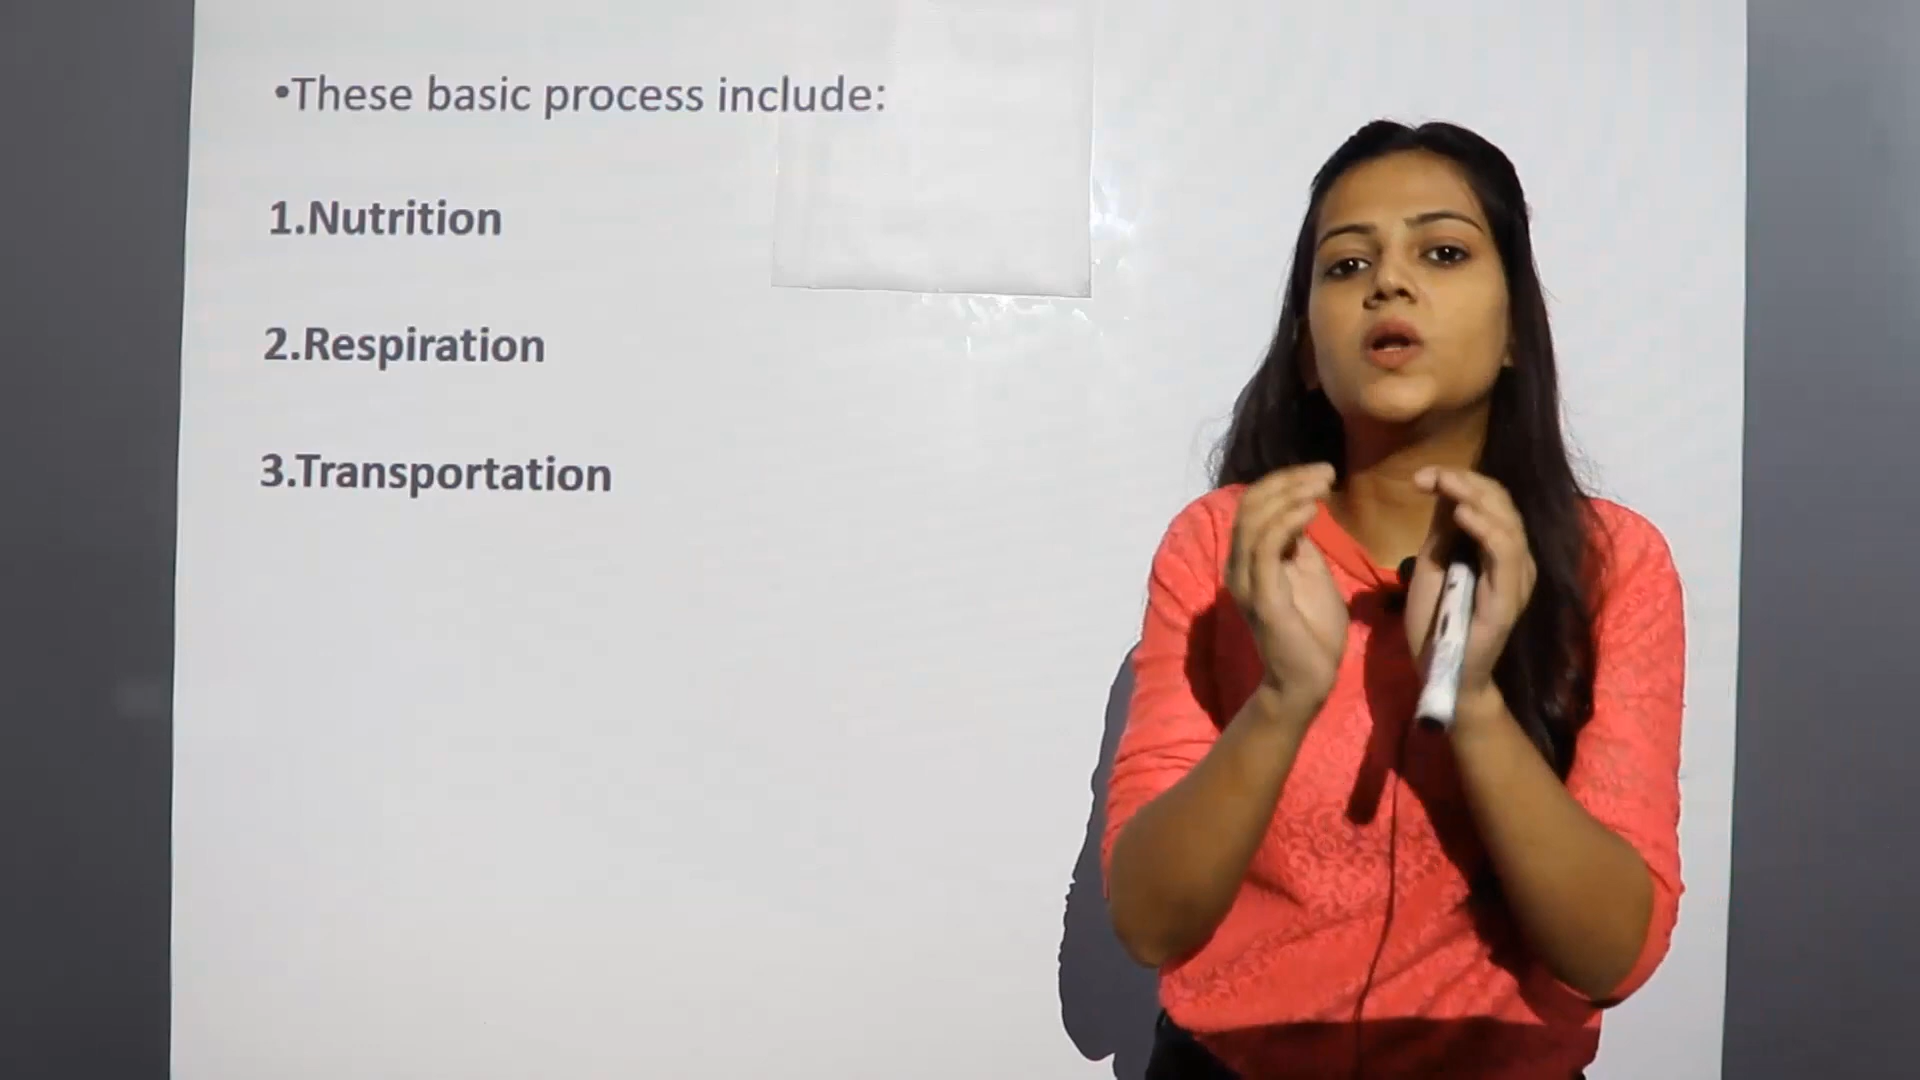 •These basic process include:
1.Nutrition
2.Respiration
3.Transportation